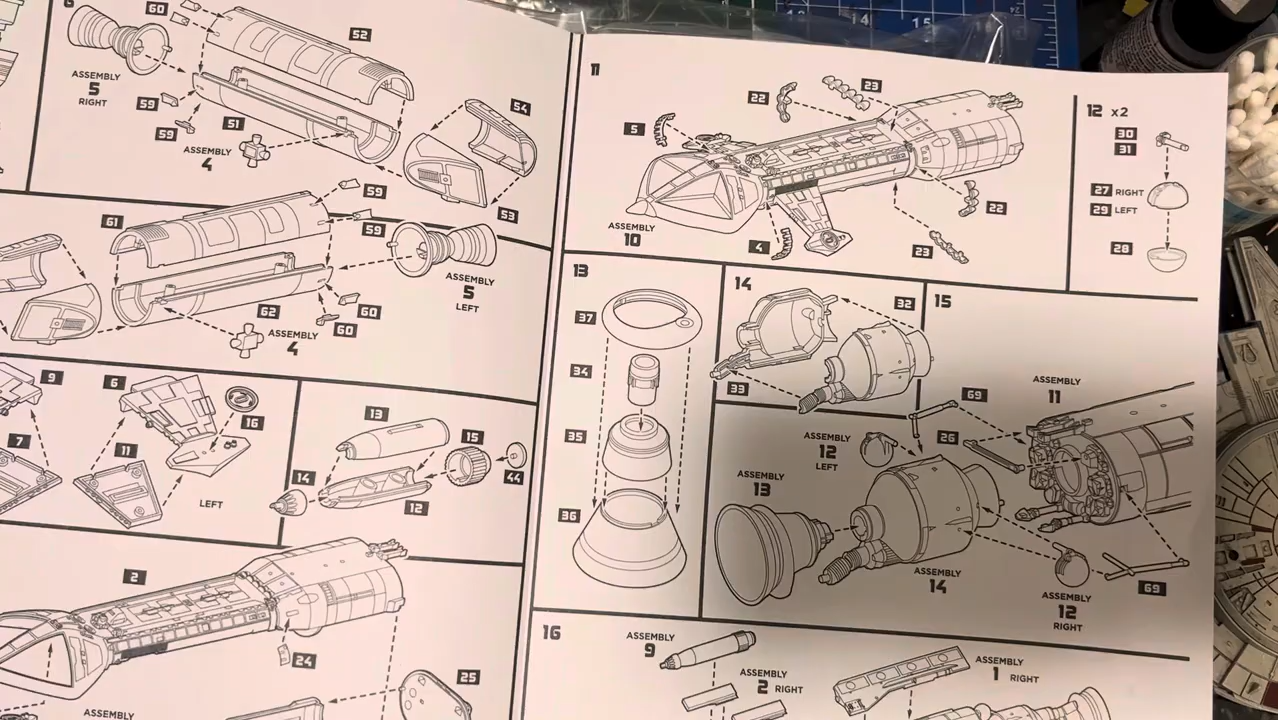 60
52
ASSEMBLY
5
RIGHT
59
59
51
ASSEMBLY
4
54
53
61
59
59
ASSEMBLY
5
LEFT
62
60
60
ASSEMBLY
4
9
6
16
7
11
LEFT
13
15
14
44
12
2
24
25
ASSEMBLY
11
22
23
5
22
ASSEMBLY
10
4
23
12 x2
30
31
27 RIGHT
29 LEFT
28
13
37
34
35
36
14
32
33
15
69
ASSEMBLY
11
26
ASSEMBLY
12
LEFT
ASSEMBLY
13
ASSEMBLY
14
69
ASSEMBLY
12
RIGHT
16
ASSEMBLY
9
ASSEMBLY
2 RIGHT
ASSEMBLY
1 RIGHT
14
15